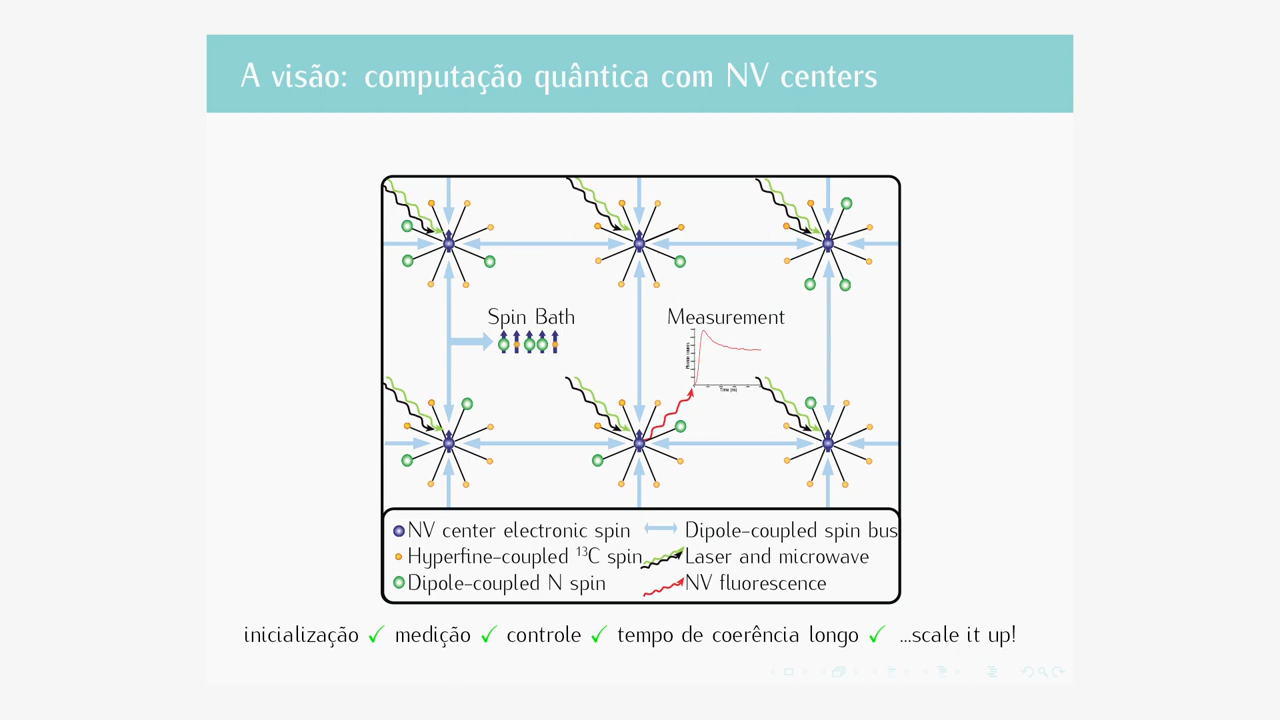 A visão: computação quântica com NV centers
Spin Bath
Measurement
Time (ns)
NV center electronic spin
Dipole-coupled spin bus
Hyperfine-coupled ¹³C spin
Laser and microwave
Dipole-coupled N spin
NV fluorescence
inicialização ✓ medição ✓ controle ✓ tempo de coerência longo ✓ ...scale it up!